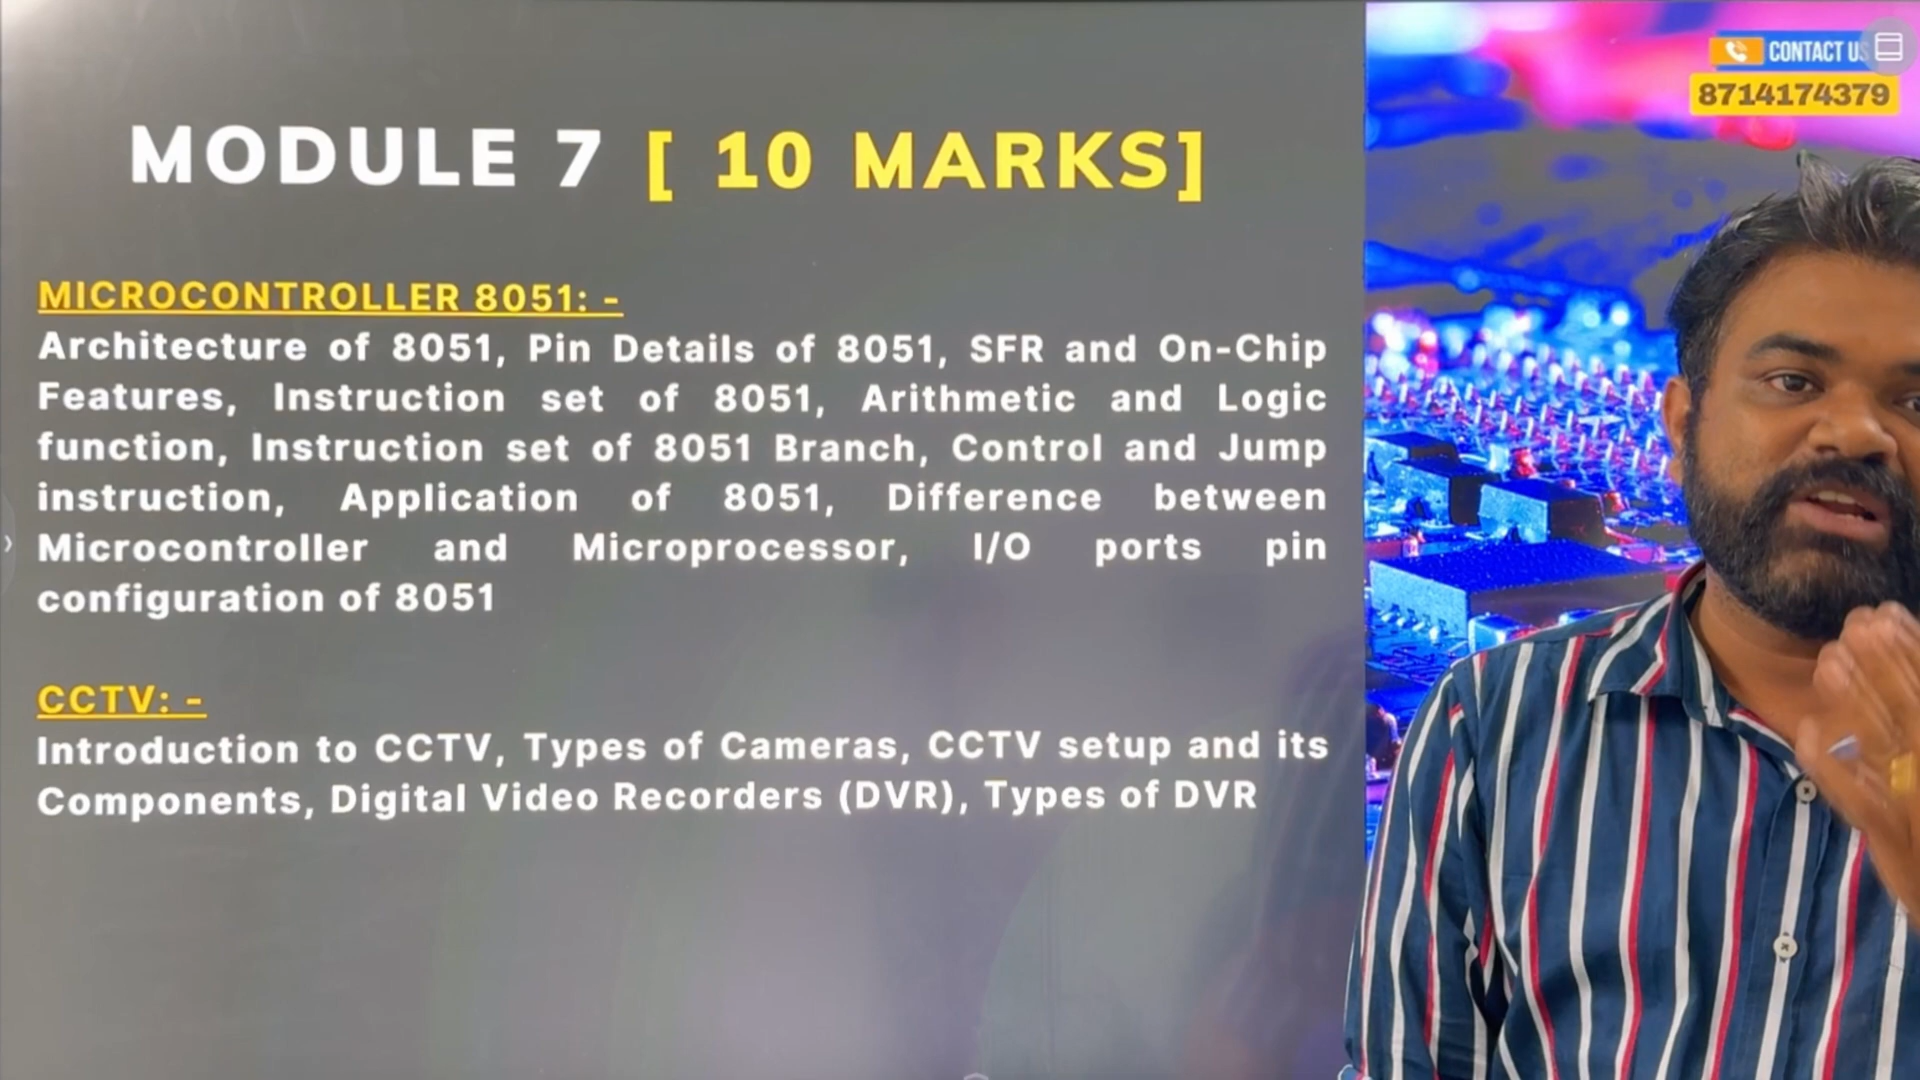 MODULE 7 [ 10 MARKS]
MICROCONTROLLER 8051: -
Architecture of 8051, Pin Details of 8051, SFR and On-Chip
Features, Instruction set of 8051, Arithmetic and Logic
function, Instruction set of 8051 Branch, Control and Jump
instruction, Application of 8051, Difference between
Microcontroller and Microprocessor, I/O ports pin
configuration of 8051
CCTV: -
Introduction to CCTV, Types of Cameras, CCTV setup and its
Components, Digital Video Recorders (DVR), Types of DVR
CONTACT US
8714174379